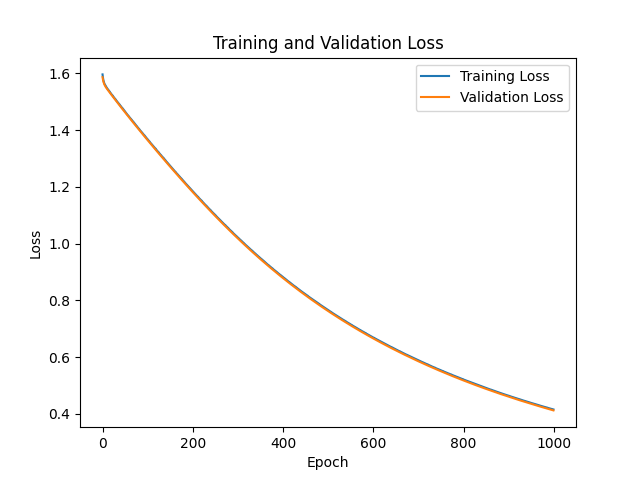 Training and Validation Loss
Training Loss
Validation Loss
Loss
1.6
1.4
1.2
1.0
0.8
0.6
0.4
0 200 400 600 800 1000
Epoch